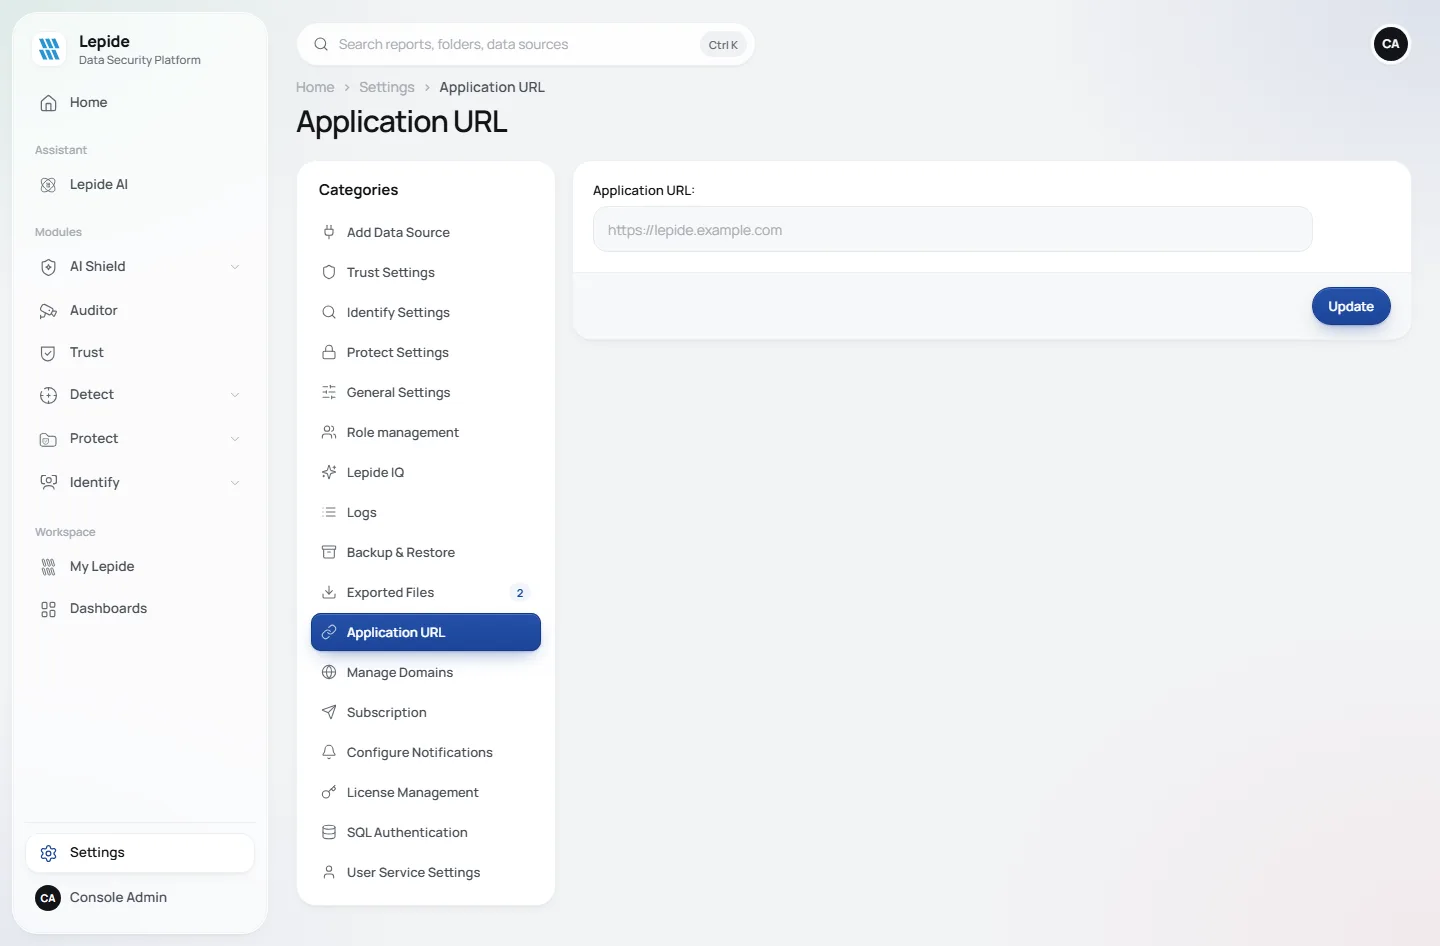 Lepide
Data Security Platform
Home
Assistant
Lepide AI
Modules
AI Shield
Auditor
Trust
Detect
Protect
Identify
Workspace
My Lepide
Dashboards
Settings
CA Console Admin
Search reports, folders, data sources Ctrl K
CA
Home > Settings > Application URL
Application URL
Categories
Add Data Source
Trust Settings
Identify Settings
Protect Settings
General Settings
Role management
Lepide IQ
Logs
Backup & Restore
Exported Files 2
Application URL
Manage Domains
Subscription
Configure Notifications
License Management
SQL Authentication
User Service Settings
Application URL:
https://lepide.example.com
Update